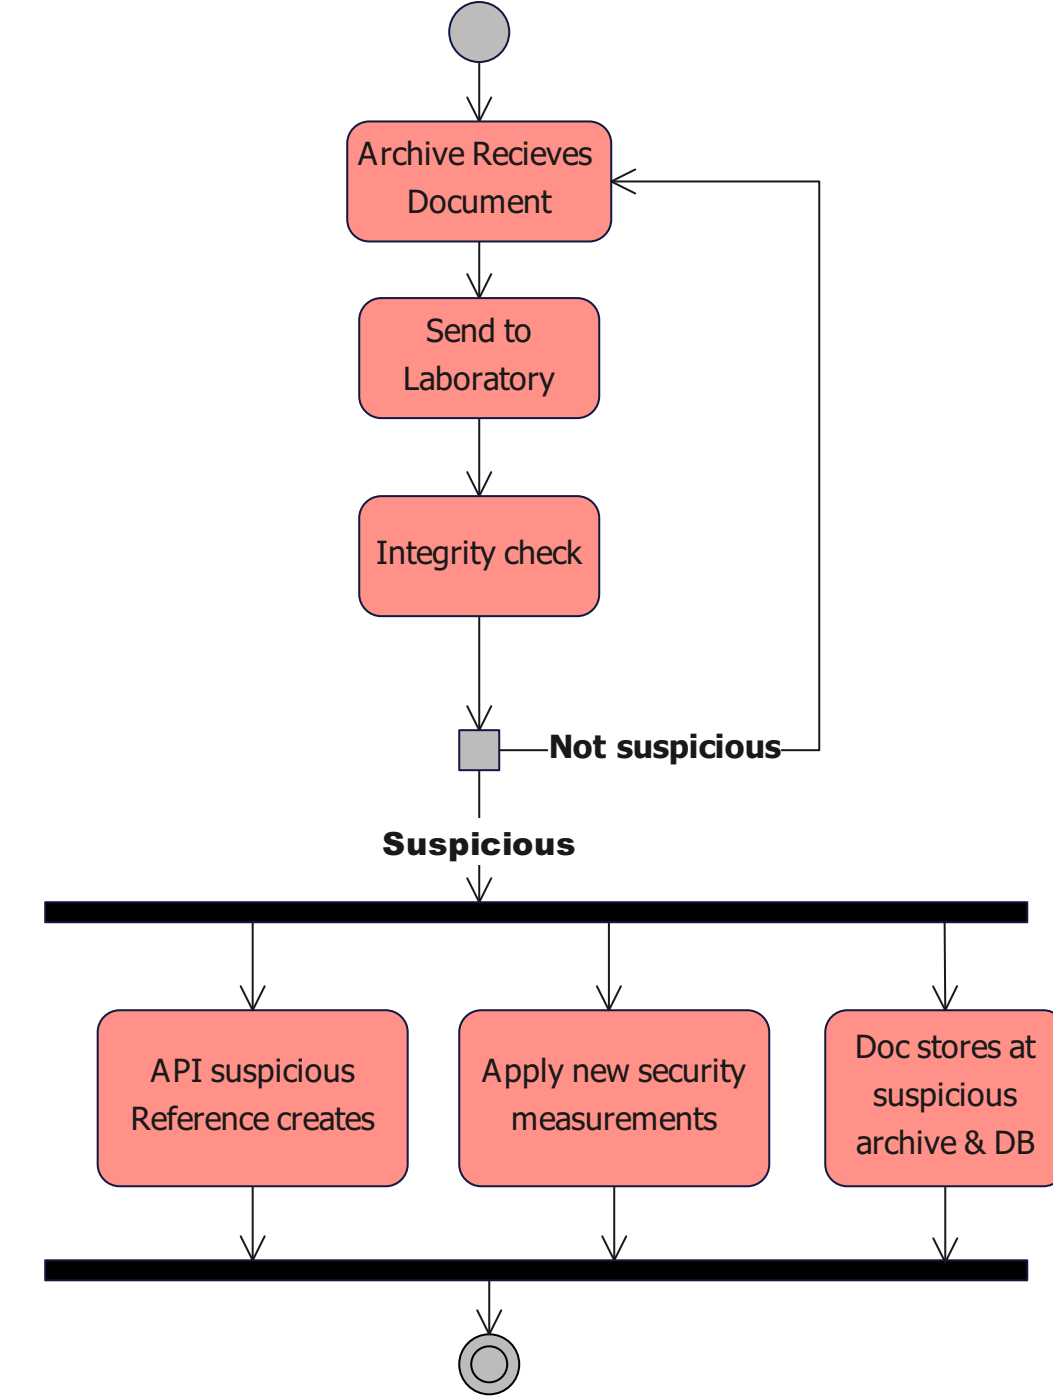 Archive Recieves
Document
Send to
Laboratory
Integrity check
Not suspicious
Suspicious
API suspicious
Reference creates
Apply new security
measurements
Doc stores at
suspicious
archive & DB